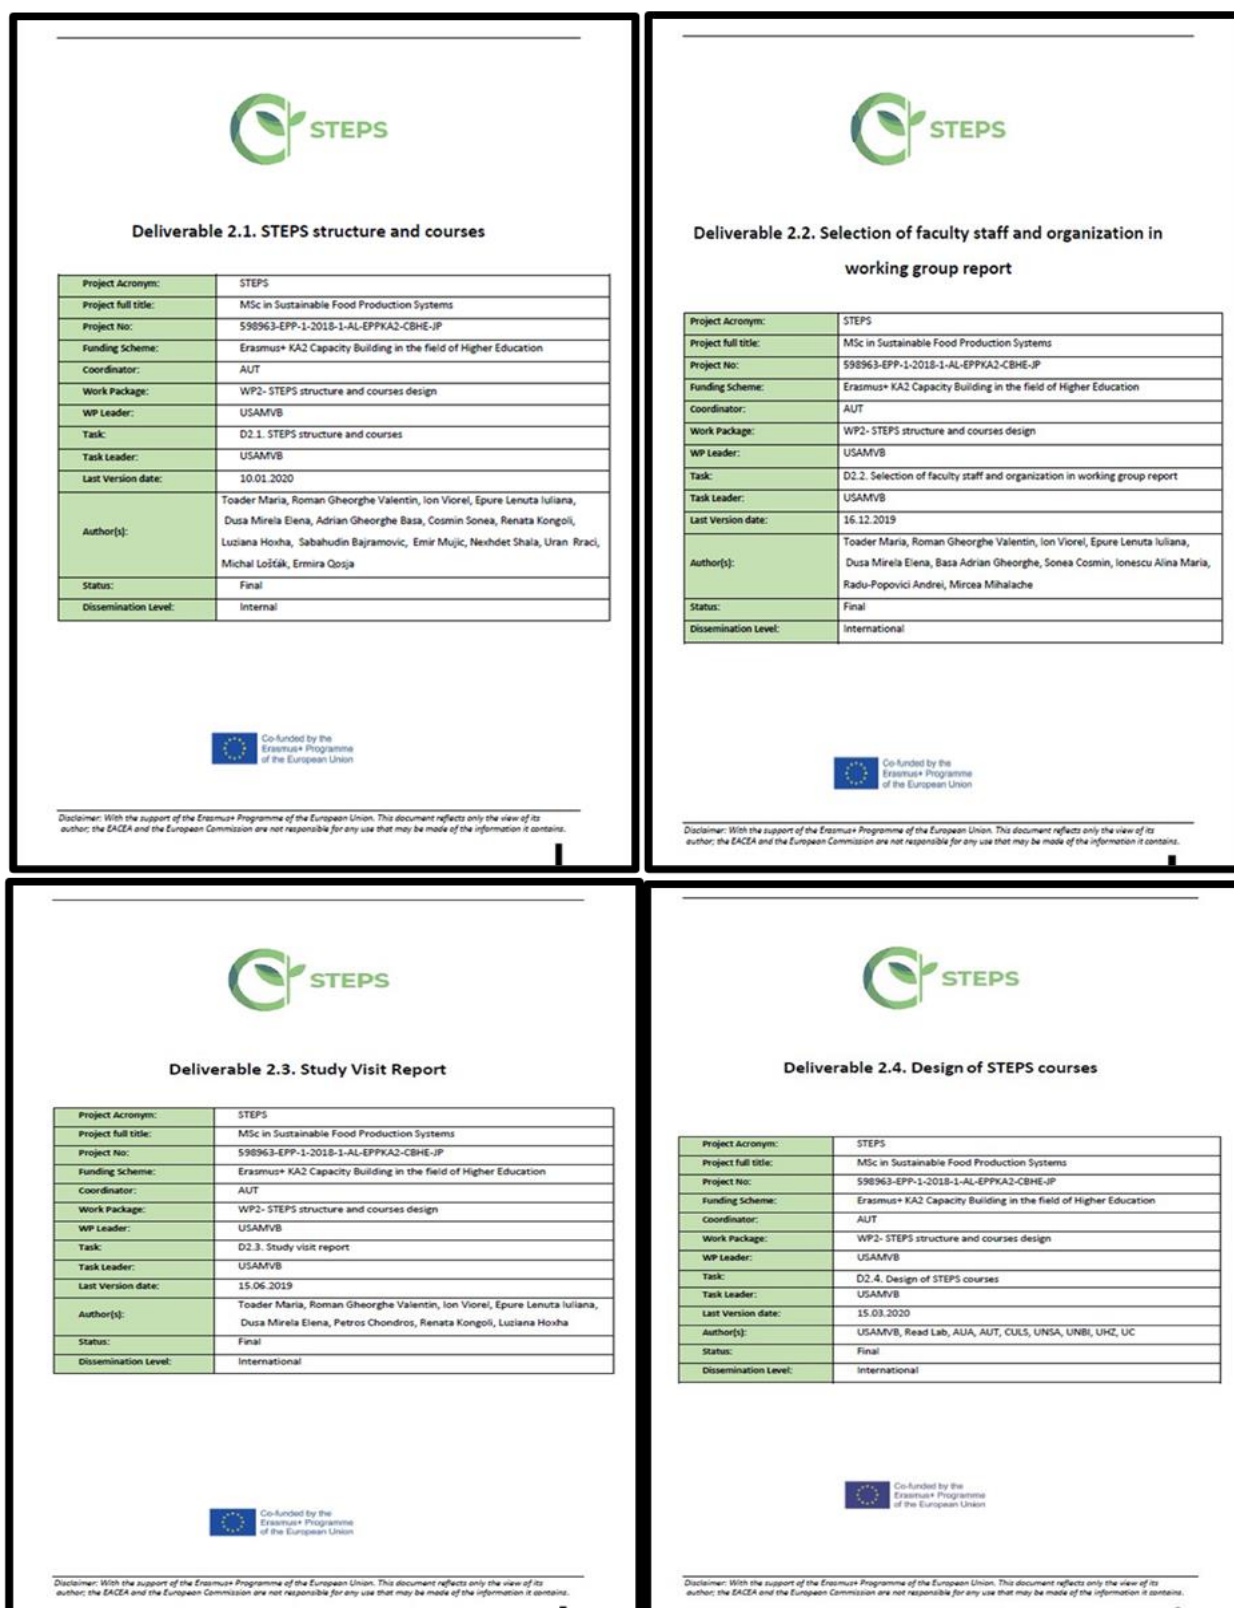 STEPS
Deliverable 2.1. STEPS structure and courses
Project Acronym: STEPS
Project full title: MSc in Sustainable Food Production Systems
Project No: 598963-EPP-1-2018-1-AL-EPPKA2-CBHE-JP
Funding Scheme: Erasmus+ KA2 Capacity Building in the field of Higher Education
Coordinator: AUT
Work Package: WP2- STEPS structure and courses design
WP Leader: USAMVB
Task: D2.1. STEPS structure and courses
Task Leader: USAMVB
Last Version date: 10.01.2020
Author(s): Toader Maria, Roman Gheorghe Valentin, Ion Viorel, Epure Lenuta Iuliana,
Dusa Mirela Elena, Adrian Gheorghe Basa, Cosmin Sonea, Renata Kongoli,
Luziana Hoxha, Sabahudin Bajramovic, Emir Mujic, Nexhdet Shala, Uran Rraci,
Michal Lošťák, Ermira Qosja
Status: Final
Dissemination Level: Internal
Co-funded by the
Erasmus+ Programme
of the European Union
Disclaimer: With the support of the Erasmus+ Programme of the European Union. This document reflects only the view of its
author; the EACEA and the European Commission are not responsible for any use that may be made of the information it contains.
STEPS
Deliverable 2.2. Selection of faculty staff and organization in
working group report
Project Acronym: STEPS
Project full title: MSc in Sustainable Food Production Systems
Project No: 598963-EPP-1-2018-1-AL-EPPKA2-CBHE-JP
Funding Scheme: Erasmus+ KA2 Capacity Building in the field of Higher Education
Coordinator: AUT
Work Package: WP2- STEPS structure and courses design
WP Leader: USAMVB
Task: D2.2. Selection of faculty staff and organization in working group report
Task Leader: USAMVB
Last Version date: 16.12.2019
Author(s): Toader Maria, Roman Gheorghe Valentin, Ion Viorel, Epure Lenuta Iuliana,
Dusa Mirela Elena, Basa Adrian Gheorghe, Sonea Cosmin, Ionescu Alina Maria,
Radu-Popovici Andrei, Mircea Mihalache
Status: Final
Dissemination Level: International
Co-funded by the
Erasmus+ Programme
of the European Union
Disclaimer: With the support of the Erasmus+ Programme of the European Union. This document reflects only the view of its
author; the EACEA and the European Commission are not responsible for any use that may be made of the information it contains.
STEPS
Deliverable 2.3. Study Visit Report
Project Acronym: STEPS
Project full title: MSc in Sustainable Food Production Systems
Project No: 598963-EPP-1-2018-1-AL-EPPKA2-CBHE-JP
Funding Scheme: Erasmus+ KA2 Capacity Building in the field of Higher Education
Coordinator: AUT
Work Package: WP2- STEPS structure and courses design
WP Leader: USAMVB
Task: D2.3. Study visit report
Task Leader: USAMVB
Last Version date: 15.06.2019
Author(s): Toader Maria, Roman Gheorghe Valentin, Ion Viorel, Epure Lenuta Iuliana,
Dusa Mirela Elena, Petros Chondros, Renata Kongoli, Luziana Hoxha
Status: Final
Dissemination Level: International
Co-funded by the
Erasmus+ Programme
of the European Union
Disclaimer: With the support of the Erasmus+ Programme of the European Union. This document reflects only the view of its
author; the EACEA and the European Commission are not responsible for any use that may be made of the information it contains.
STEPS
Deliverable 2.4. Design of STEPS courses
Project Acronym: STEPS
Project full title: MSc in Sustainable Food Production Systems
Project No: 598963-EPP-1-2018-1-AL-EPPKA2-CBHE-JP
Funding Scheme: Erasmus+ KA2 Capacity Building in the field of Higher Education
Coordinator: AUT
Work Package: WP2- STEPS structure and courses design
WP Leader: USAMVB
Task: D2.4. Design of STEPS courses
Task Leader: USAMVB
Last Version date: 15.03.2020
Author(s): USAMVB, Read Lab, AUA, AUT, CULS, UNSA, UNBI, UHZ, UC
Status: Final
Dissemination Level: International
Co-funded by the
Erasmus+ Programme
of the European Union
Disclaimer: With the support of the Erasmus+ Programme of the European Union. This document reflects only the view of its
author; the EACEA and the European Commission are not responsible for any use that may be made of the information it contains.